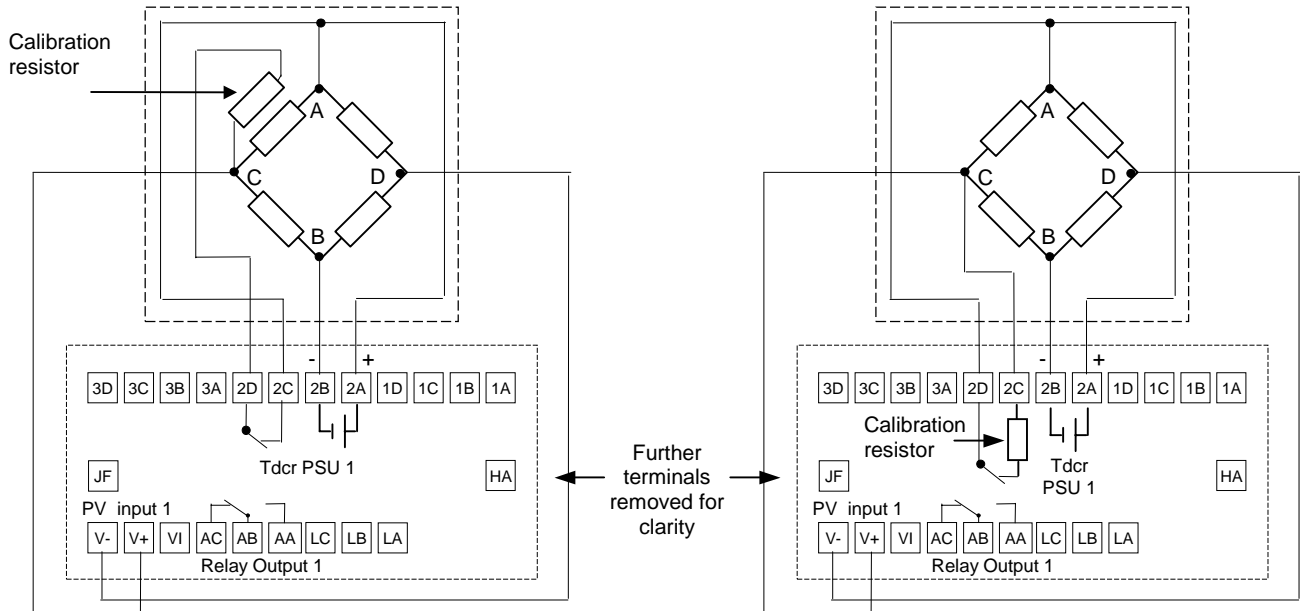 Calibration
resistor
A
C
D
B
A
C
D
B
- +
- +
3D 3C 3B 3A 2D 2C 2B 2A 1D 1C 1B 1A
3D 3C 3B 3A 2D 2C 2B 2A 1D 1C 1B 1A
Tdcr PSU 1
JF
HA
PV input 1
V- V+ VI AC AB AA LC LB LA
Relay Output 1
Further
terminals
removed for
clarity
Calibration
resistor
Tdcr
PSU 1
JF
HA
PV input 1
V- V+ VI AC AB AA LC LB LA
Relay Output 1